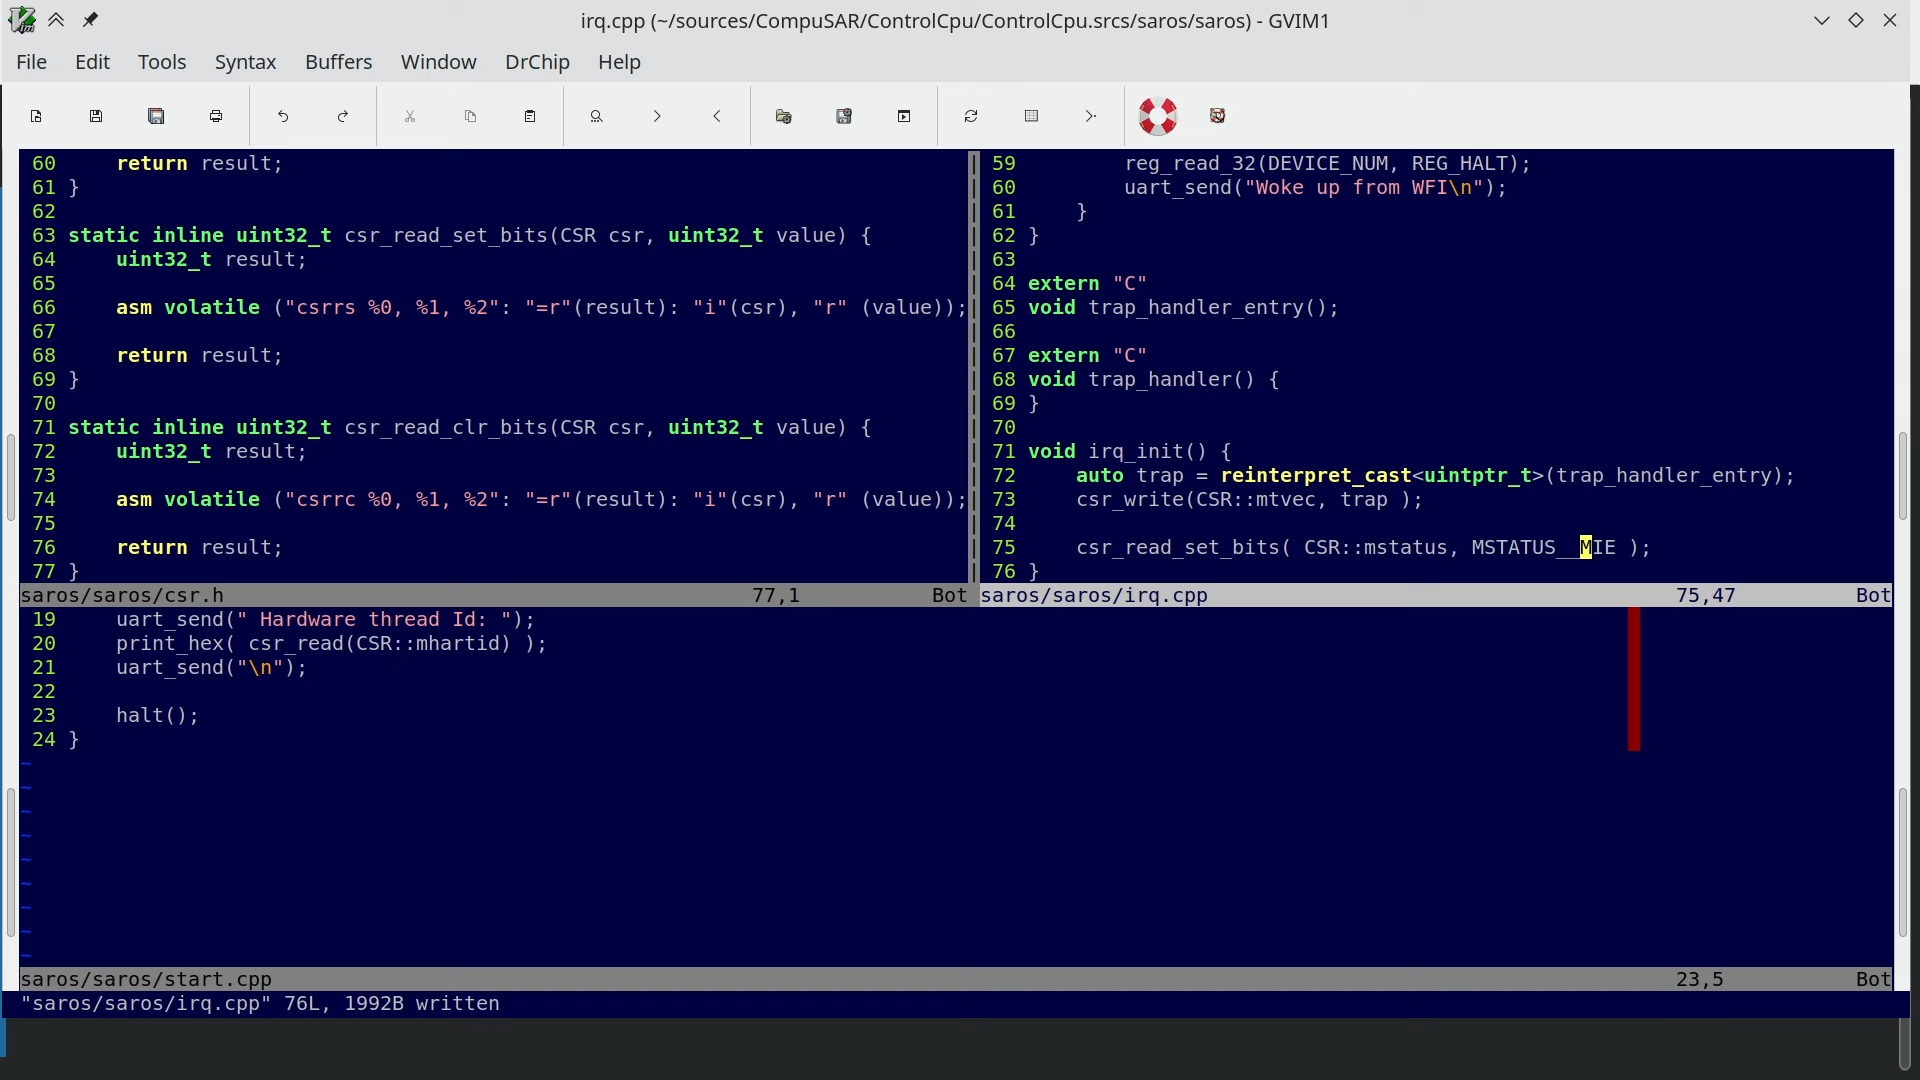 irq.cpp (~/sources/CompuSAR/ControlCpu/ControlCpu.srcs/saros/saros) - GVIM1
File Edit Tools Syntax Buffers Window DrChip Help
60     return result;
61 }
62
63 static inline uint32_t csr_read_set_bits(CSR csr, uint32_t value) {
64     uint32_t result;
65
66     asm volatile ("csrrs %0, %1, %2": "=r"(result): "i"(csr), "r" (value));
67
68     return result;
69 }
70
71 static inline uint32_t csr_read_clr_bits(CSR csr, uint32_t value) {
72     uint32_t result;
73
74     asm volatile ("csrrc %0, %1, %2": "=r"(result): "i"(csr), "r" (value));
75
76     return result;
77 }
saros/saros/csr.h 77,1 Bot
59         reg_read_32(DEVICE_NUM, REG_HALT);
60         uart_send("Woke up from WFI\n");
61     }
62 }
63
64 extern "C"
65 void trap_handler_entry();
66
67 extern "C"
68 void trap_handler() {
69 }
70
71 void irq_init() {
72     auto trap = reinterpret_cast<uintptr_t>(trap_handler_entry);
73     csr_write(CSR::mtvec, trap );
74
75     csr_read_set_bits( CSR::mstatus, MSTATUS__MIE );
76 }
saros/saros/irq.cpp 75,47 Bot
19     uart_send(" Hardware thread Id: ");
20     print_hex( csr_read(CSR::mhartid) );
21     uart_send("\n");
22
23     halt();
24 }
~
~
~
~
~
~
~
~
~
saros/saros/start.cpp 23,5 Bot
"saros/saros/irq.cpp" 76L, 1992B written